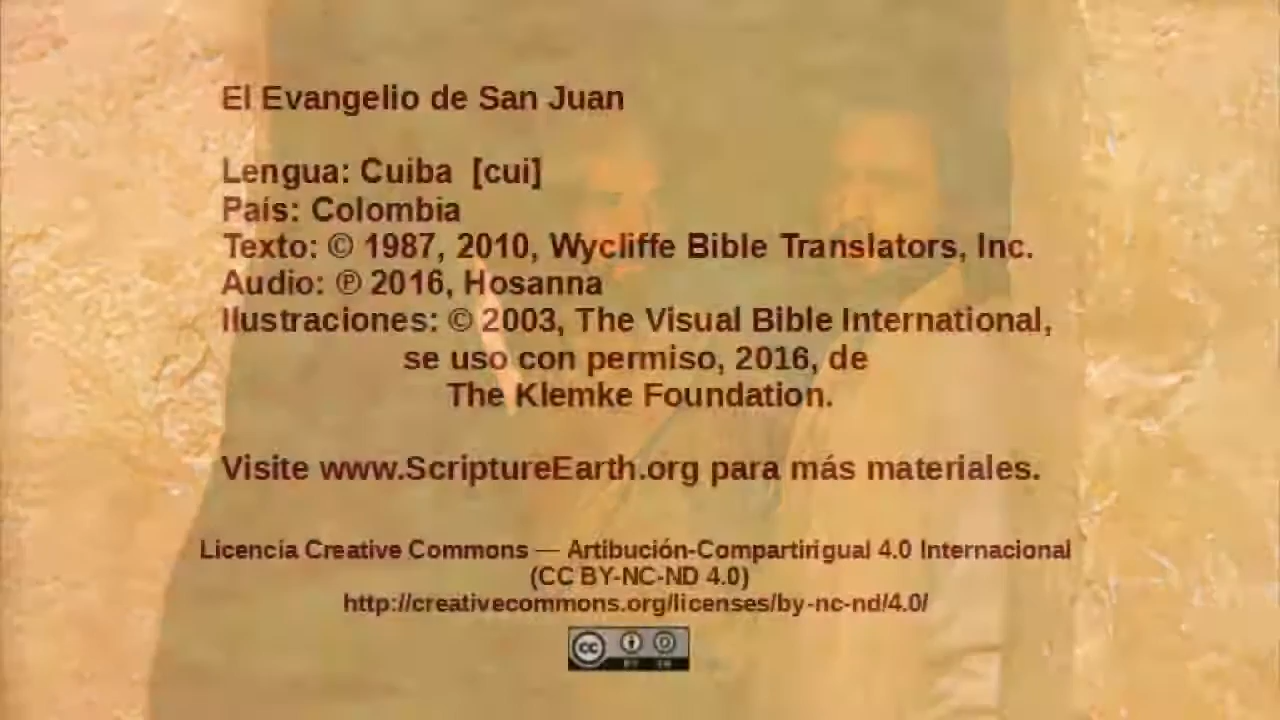 El Evangelio de San Juan
Lengua: Cuiba [cui]
País: Colombia
Texto: © 1987, 2010, Wycliffe Bible Translators, Inc.
Audio: ℗ 2016, Hosanna
Ilustraciones: © 2003, The Visual Bible International,
se uso con permiso, 2016, de
The Klemke Foundation.
Visite www.ScriptureEarth.org para más materiales.
Licencia Creative Commons — Artibución-Compartirigual 4.0 Internacional
(CC BY-NC-ND 4.0)
http://creativecommons.org/licenses/by-nc-nd/4.0/
cc